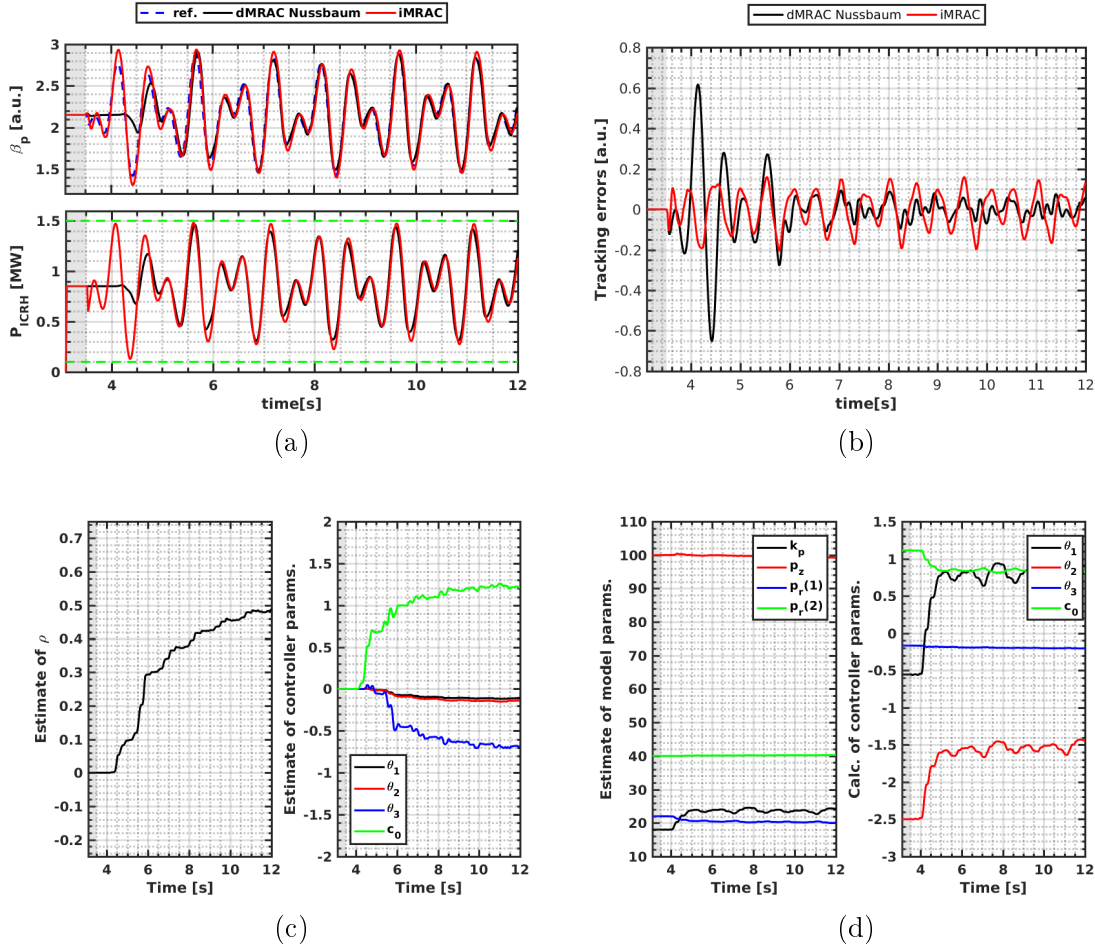 ref. dMRAC Nussbaum iMRAC
3
2.5
2
1.5
β_p [a.u.]
1.5
1
0.5
0
P_ICRH [MW]
4 6 8 10 12
time[s]
(a)
dMRAC Nussbaum iMRAC
0.8
0.6
0.4
0.2
0
-0.2
-0.4
-0.6
-0.8
Tracking errors [a.u.]
4 5 6 7 8 9 10 11 12
time[s]
(b)
0.7
0.6
0.5
0.4
0.3
0.2
0.1
0
-0.1
-0.2
Estimate of ρ
4 6 8 10 12
Time [s]
2
1.5
1
0.5
0
-0.5
-1
-1.5
-2
Estimate of controller params.
θ_1
θ_2
θ_3
c_0
4 6 8 10 12
Time [s]
(c)
110
100
90
80
70
60
50
40
30
20
10
Estimate of model params.
k_p
p_z
p_r(1)
p_r(2)
4 6 8 10 12
Time [s]
1.5
1
0.5
0
-0.5
-1
-1.5
-2
-2.5
-3
Calc. of controller params.
θ_1
θ_2
θ_3
c_0
4 6 8 10 12
Time [s]
(d)